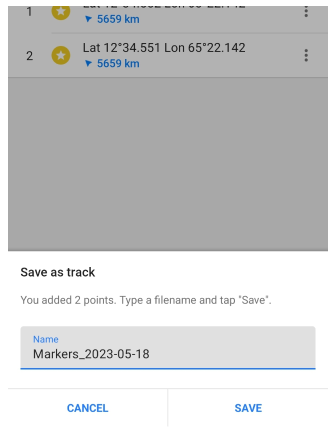 1
5659 km
2
Lat 12°34.551 Lon 65°22.142
5659 km
Save as track
You added 2 points. Type a filename and tap "Save".
Name
Markers_2023-05-18
CANCEL
SAVE